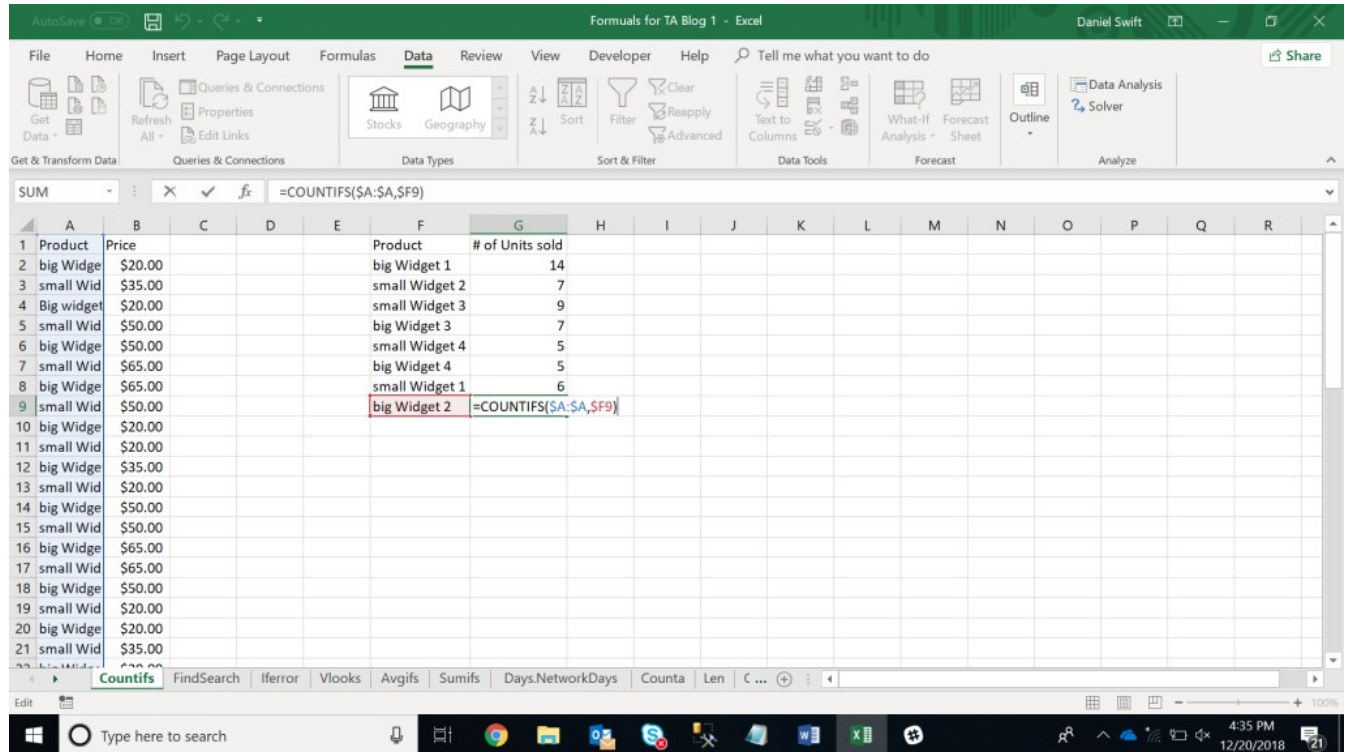 AutoSave Off Formuals for TA Blog 1 - Excel Daniel Swift
File Home Insert Page Layout Formulas Data Review View Developer Help Tell me what you want to do Share
Get Data Refresh All Queries & Connections Properties Edit Links Stocks Geography Sort Filter Clear Reapply Advanced Text to Columns What-If Analysis Forecast Sheet Outline Data Analysis Solver
Get & Transform Data Queries & Connections Data Types Sort & Filter Data Tools Forecast Analyze
SUM fx =COUNTIFS($A:$A,$F9)
A B C D E F G H I J K L M N O P Q R
1 Product Price Product # of Units sold
2 big Widge $20.00 big Widget 1 14
3 small Wid $35.00 small Widget 2 7
4 Big widget $20.00 small Widget 3 9
5 small Wid $50.00 big Widget 3 7
6 big Widge $50.00 small Widget 4 5
7 small Wid $65.00 big Widget 4 5
8 big Widge $65.00 small Widget 1 6
9 small Wid $50.00 big Widget 2 =COUNTIFS($A:$A,$F9)
10 big Widge $20.00
11 small Wid $20.00
12 big Widge $35.00
13 small Wid $20.00
14 big Widge $50.00
15 small Wid $50.00
16 big Widge $65.00
17 small Wid $65.00
18 big Widge $50.00
19 small Wid $20.00
20 big Widge $20.00
21 small Wid $35.00
Countifs FindSearch Iferror Vlooks Avgifs Sumifs Days.NetworkDays Counta Len C ...
Edit 100%
Type here to search 4:35 PM
12/20/2018 21